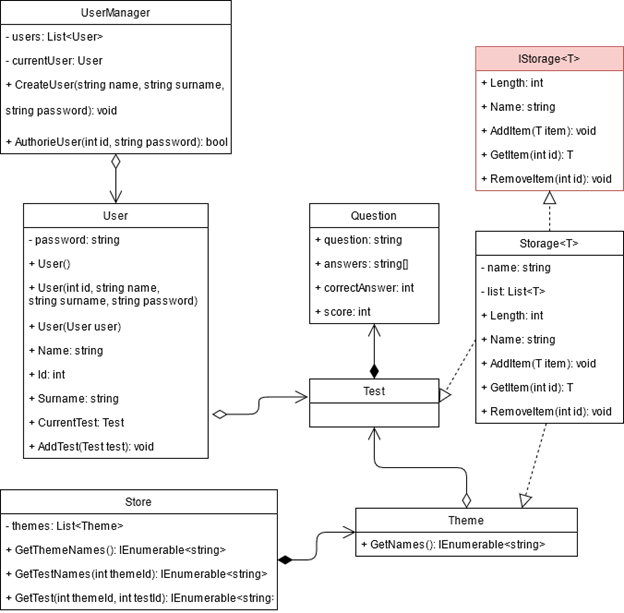 UserManager
- users: List<User>
- currentUser: User
+ CreateUser(string name, string surname,
string password): void
+ AuthorieUser(int id, string password): bool
IStorage<T>
+ Length: int
+ Name: string
+ AddItem(T item): void
+ GetItem(int id): T
+ RemoveItem(int id): void
User
- password: string
+ User()
+ User(int id, string name,
string surname, string password)
+ User(User user)
+ Name: string
+ Id: int
+ Surname: string
+ CurrentTest: Test
+ AddTest(Test test): void
Question
+ question: string
+ answers: string[]
+ correctAnswer: int
+ score: int
Storage<T>
- name: string
- list: List<T>
+ Length: int
+ Name: string
+ AddItem(T item): void
+ GetItem(int id): T
+ RemoveItem(int id): void
Test
Store
- themes: List<Theme>
+ GetThemeNames(): IEnumerable<string>
+ GetTestNames(int themeId): IEnumerable<string>
+ GetTest(int themeId, int testId): IEnumerable<string>
Theme
+ GetNames(): IEnumerable<string>